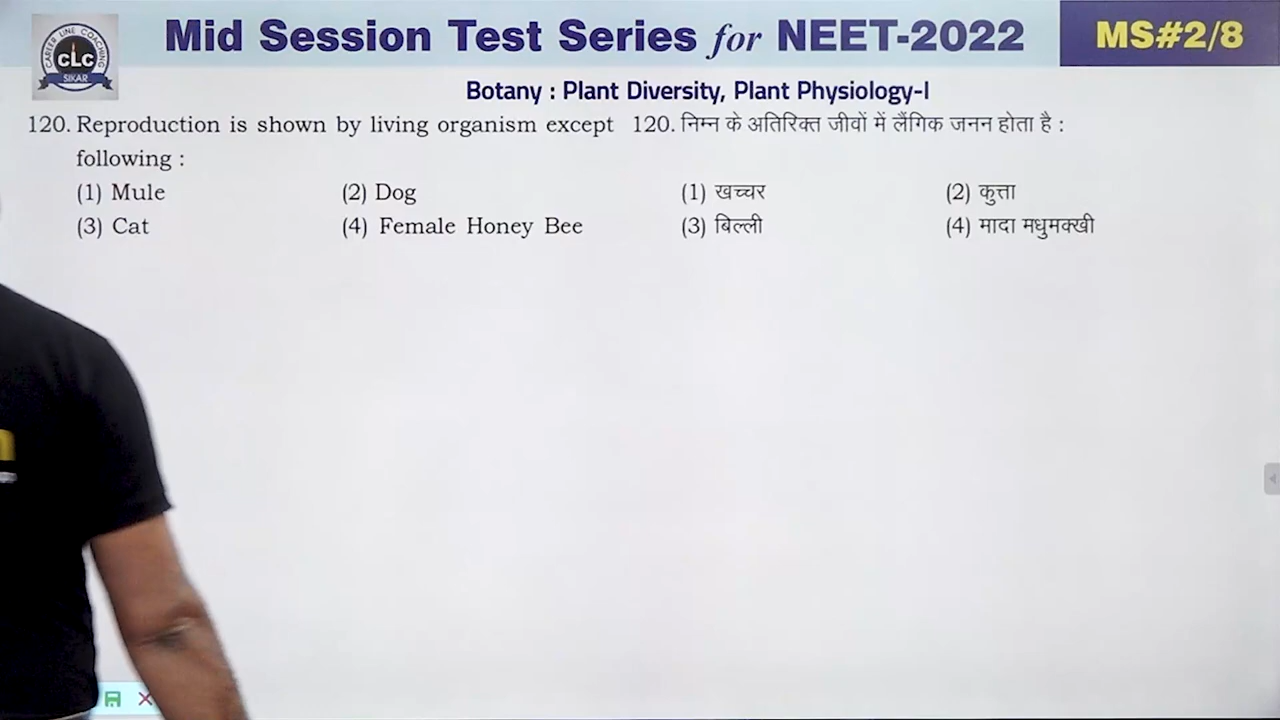 Mid Session Test Series for NEET-2022
MS#2/8
CAREER LINE COACHING
CLC
SIKAR
Botany : Plant Diversity, Plant Physiology-I
120. Reproduction is shown by living organism except
following :
(1) Mule (2) Dog
(3) Cat (4) Female Honey Bee
120. निम्न के अतिरिक्त जीवों में लैंगिक जनन होता है :
(1) खच्चर (2) कुत्ता
(3) बिल्ली (4) मादा मधुमक्खी